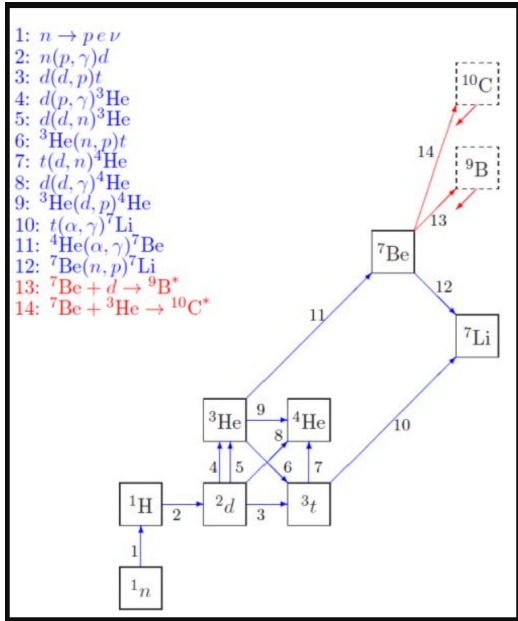 1: n → p e ν
2: n(p, γ)d
3: d(d, p)t
4: d(p, γ)³He
5: d(d, n)³He
6: ³He(n, p)t
7: t(d, n)⁴He
8: d(d, γ)⁴He
9: ³He(d, p)⁴He
10: t(α, γ)⁷Li
11: ⁴He(α, γ)⁷Be
12: ⁷Be(n, p)⁷Li
13: ⁷Be + d → ⁹B*
14: ⁷Be + ³He → ¹⁰C*
¹⁰C
14
⁹B
13
⁷Be
12
11
⁷Li
³He
9
⁴He
8
10
4
5
6
7
¹H
2
²d
3
³t
1
¹n